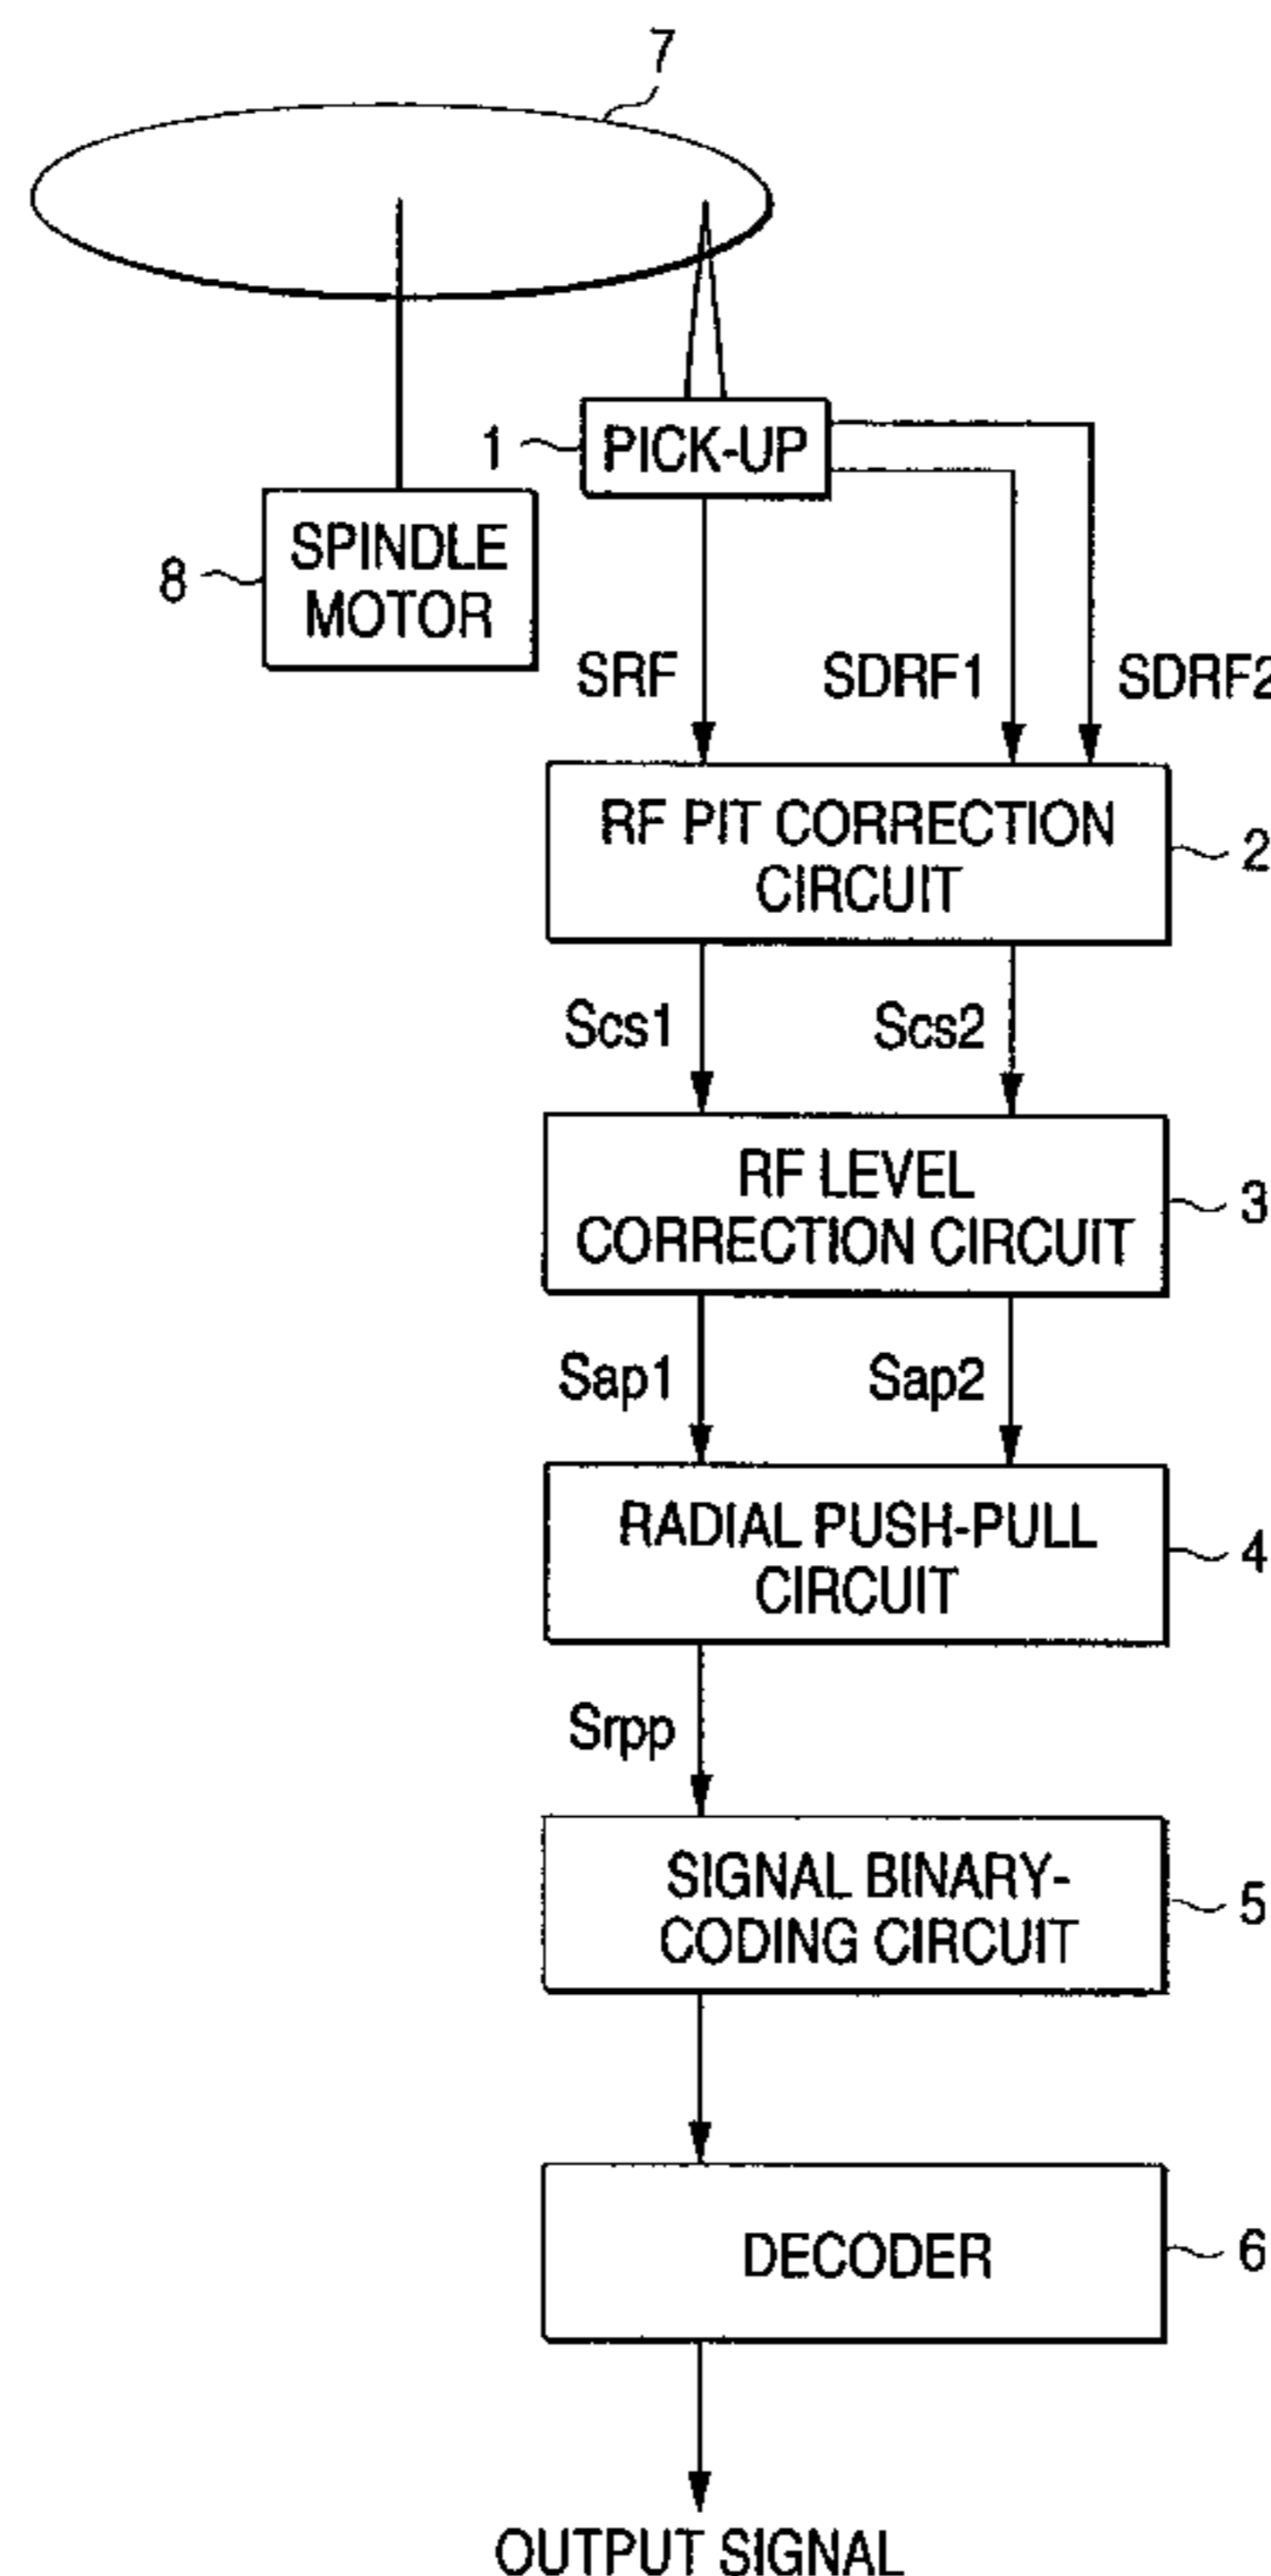 7
1
PICK-UP
8
SPINDLE
MOTOR
SRF
SDRF1
SDRF2
RF PIT CORRECTION
CIRCUIT
2
Scs1
Scs2
RF LEVEL
CORRECTION CIRCUIT
3
Sap1
Sap2
RADIAL PUSH-PULL
CIRCUIT
4
Srpp
SIGNAL BINARY-
CODING CIRCUIT
5
DECODER
6
OUTPUT SIGNAL